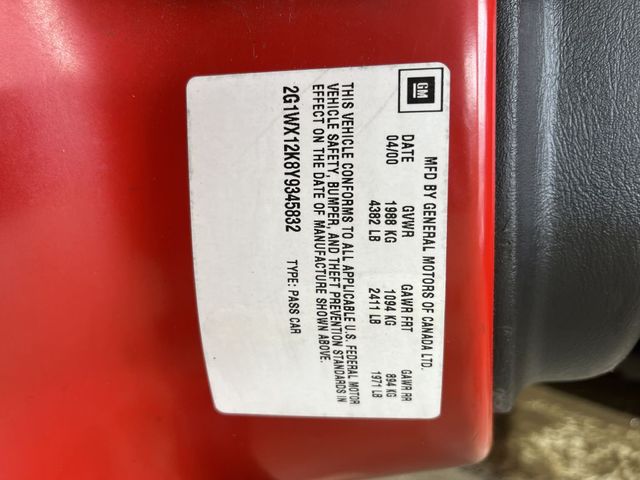 GM
MFD BY GENERAL MOTORS OF CANADA LTD.
DATE GVWR GAWR FRT GAWR RR
04/00 1988 KG 1094 KG 894 KG
4382 LB 2411 LB 1971 LB
THIS VEHICLE CONFORMS TO ALL APPLICABLE U.S. FEDERAL MOTOR
VEHICLE SAFETY, BUMPER, AND THEFT PREVENTION STANDARDS IN
EFFECT ON THE DATE OF MANUFACTURE SHOWN ABOVE.
2G1WX12K8Y9345832 TYPE: PASS CAR